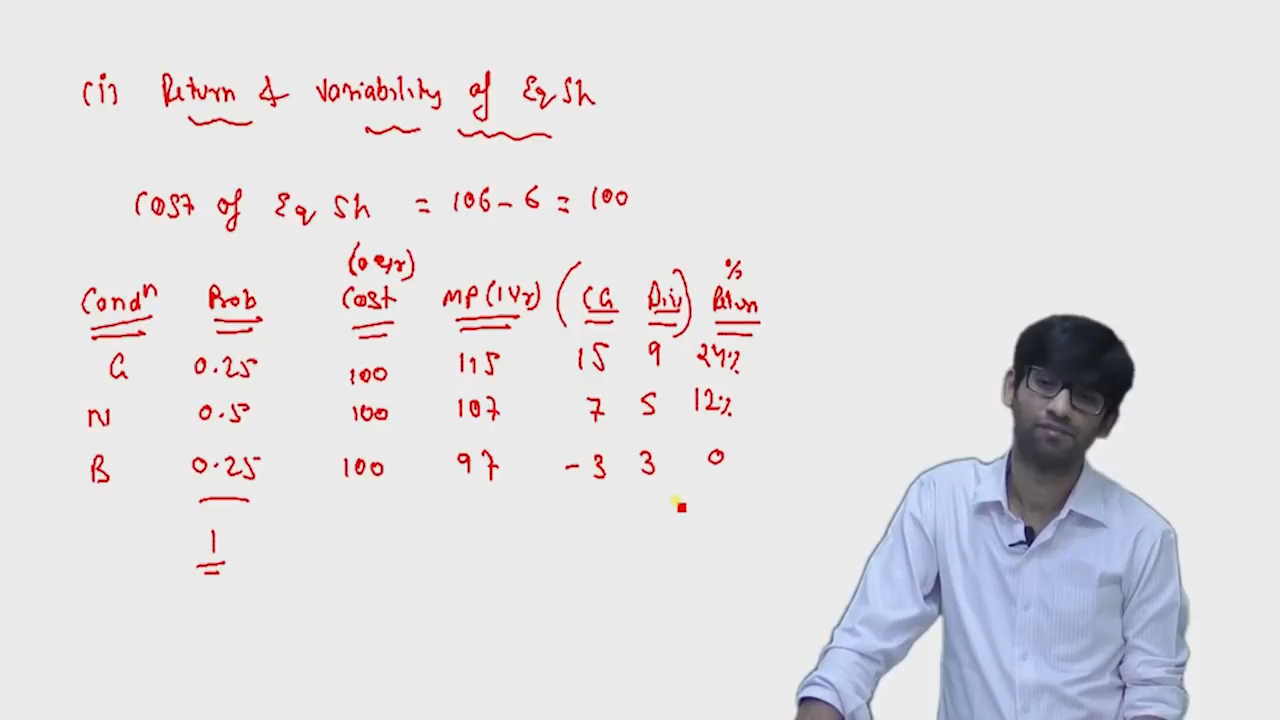 (i) Return & Variability of Eq Sh
Cost of Eq Sh = 106 - 6 = 100
Condn Prob (0 Yr) Cost MP (1 Yr) (CG Div) % Return
G 0.25 100 115 15 9 24%
N 0.5 100 107 7 5 12%
B 0.25 100 97 -3 3 0
1